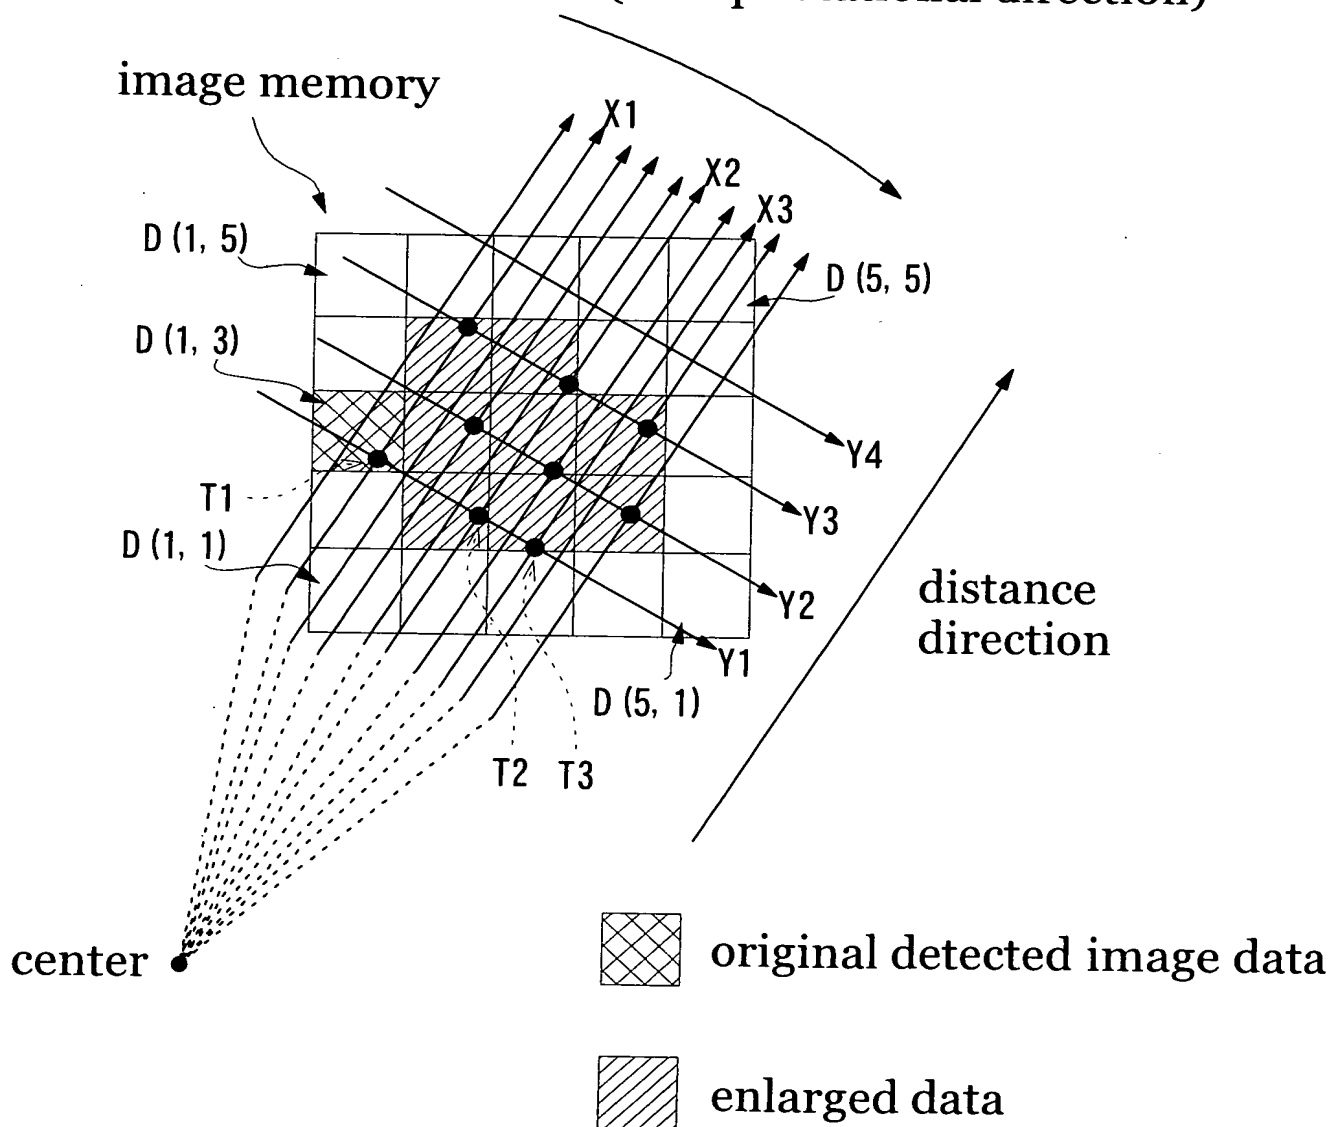 direction)
image memory
X1
X2
X3
D (1, 5)
D (5, 5)
D (1, 3)
Y4
T1
Y3
D (1, 1)
distance
direction
Y2
Y1
D (5, 1)
T2 T3
center
original detected image data
enlarged data